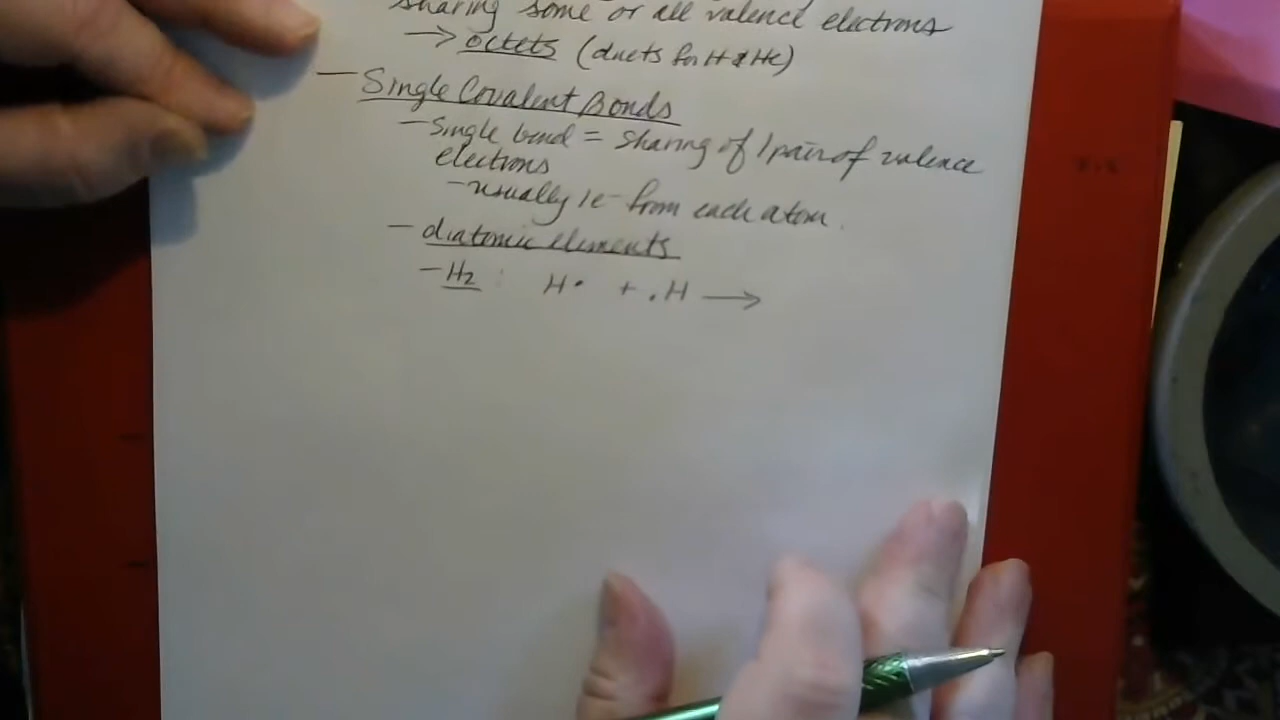 sharing some or all valence electrons
→ octets (duets for H & He)
— Single Covalent Bonds
— Single bond = sharing of 1 pair of valence
electrons
- usually 1e⁻ from each atom.
— diatomic elements
— H₂ : H· + .H →